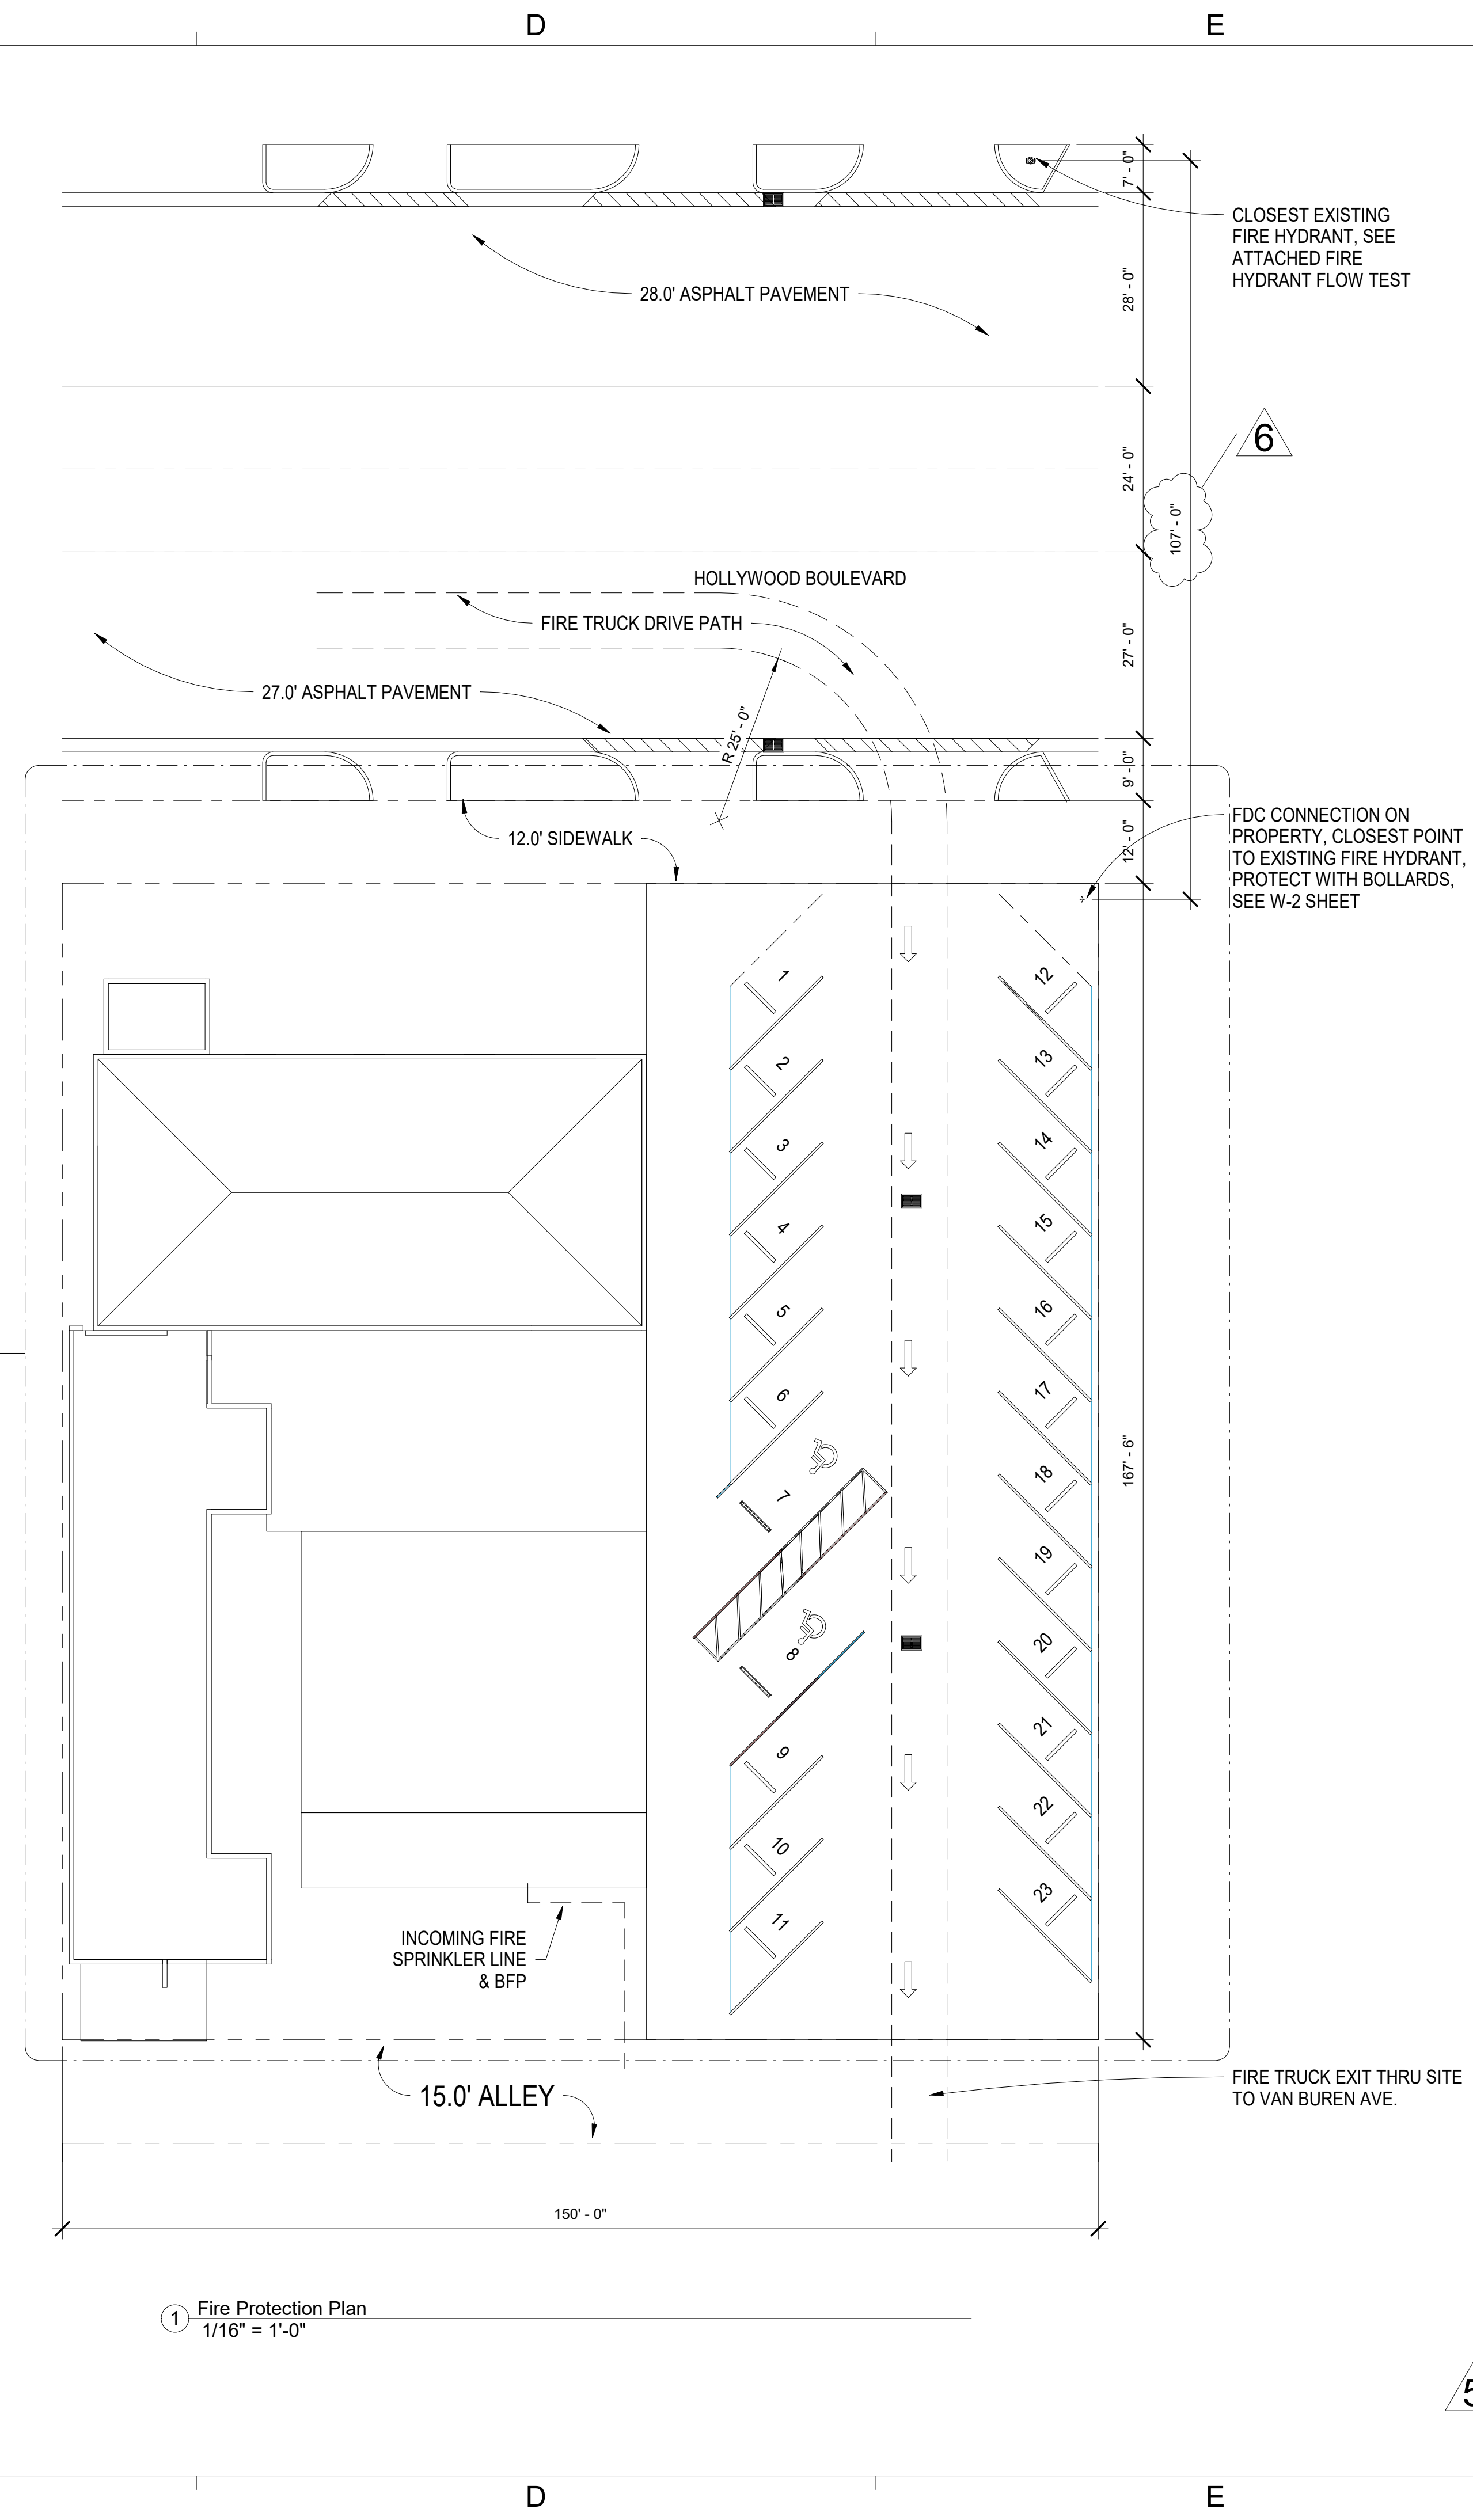 D
E
7' - 0"
CLOSEST EXISTING
FIRE HYDRANT, SEE
ATTACHED FIRE
HYDRANT FLOW TEST
28.0' ASPHALT PAVEMENT
28' - 0"
6
24' - 0"
107' - 0"
HOLLYWOOD BOULEVARD
FIRE TRUCK DRIVE PATH
27' - 0"
27.0' ASPHALT PAVEMENT
R 25' - 0"
9' - 0"
12.0' SIDEWALK
12' - 0"
FDC CONNECTION ON
PROPERTY, CLOSEST POINT
TO EXISTING FIRE HYDRANT,
PROTECT WITH BOLLARDS,
SEE W-2 SHEET
1
12
2
13
3
14
4
15
5
16
6
17
7
18
167' - 6"
8
19
20
9
21
10
22
11
23
INCOMING FIRE
SPRINKLER LINE
& BFP
15.0' ALLEY
FIRE TRUCK EXIT THRU SITE
TO VAN BUREN AVE.
150' - 0"
1
Fire Protection Plan
1/16" = 1'-0"
5
D
E